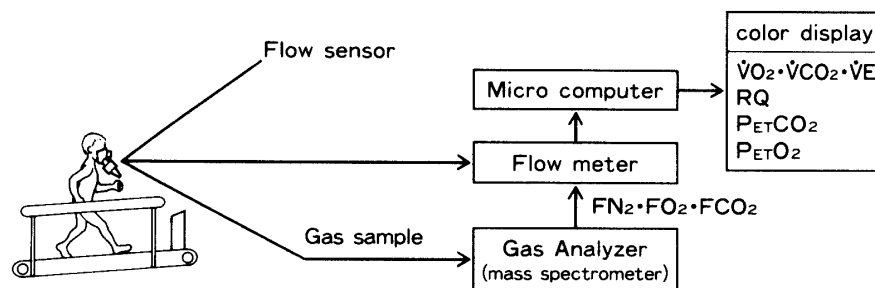 Flow sensor
color display
V̇O₂・V̇CO₂・V̇E
RQ
PETCO₂
PETO₂
Micro computer
Flow meter
FN₂・FO₂・FCO₂
Gas sample
Gas Analyzer
(mass spectrometer)